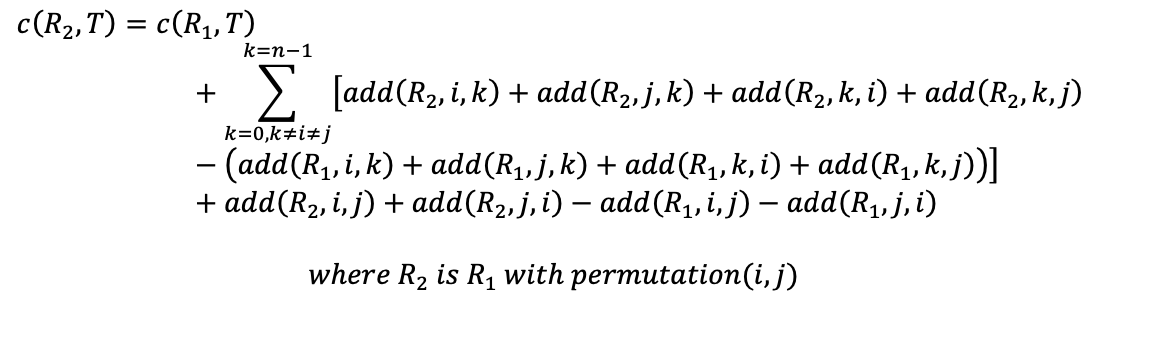 c(R₂,T) = c(R₁,T)
k=n−1
+ ∑ [add(R₂,i,k) + add(R₂,j,k) + add(R₂,k,i) + add(R₂,k,j)
k=0,k≠i≠j
− (add(R₁,i,k) + add(R₁,j,k) + add(R₁,k,i) + add(R₁,k,j))]
+ add(R₂,i,j) + add(R₂,j,i) − add(R₁,i,j) − add(R₁,j,i)
where R₂ is R₁ with permutation(i,j)